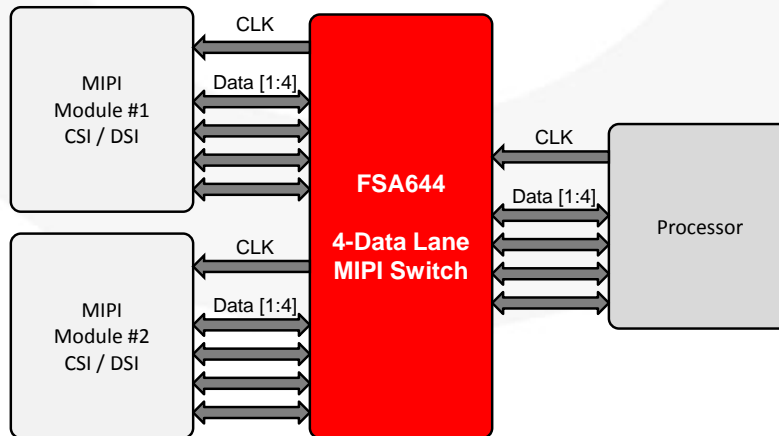 MIPI
Module #1
CSI / DSI
CLK
Data [1:4]
MIPI
Module #2
CSI / DSI
CLK
Data [1:4]
FSA644
4-Data Lane
MIPI Switch
CLK
Data [1:4]
Processor